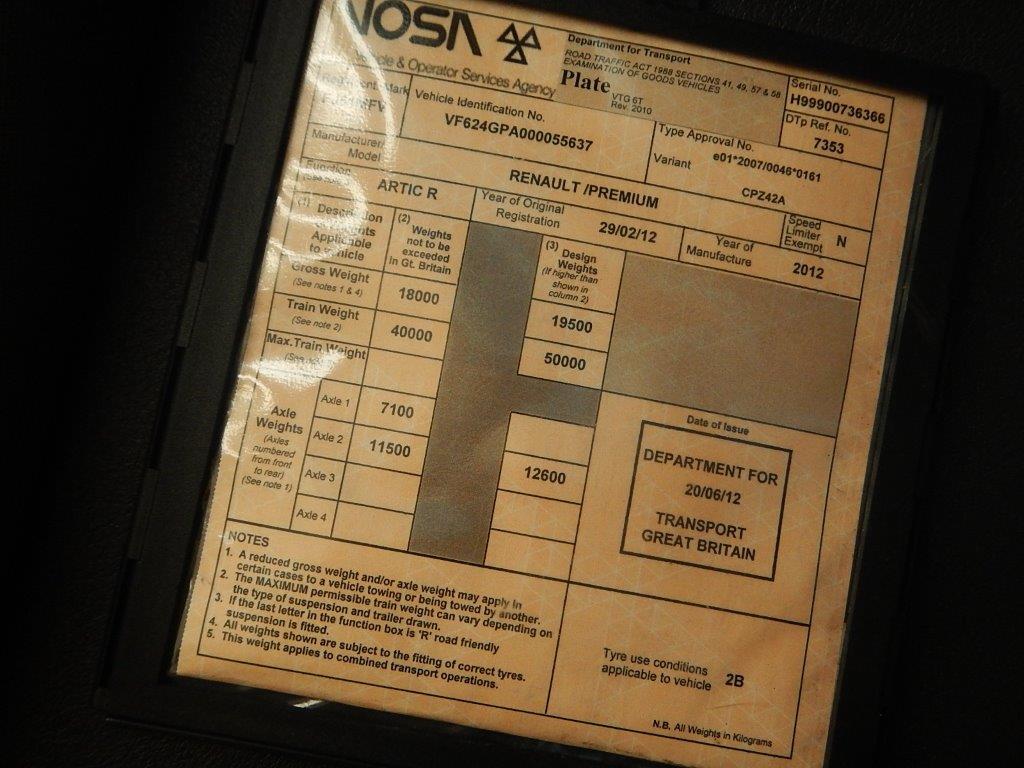 VOSA
& Operator Services Agency
Department for Transport
ROAD TRAFFIC ACT 1988 SECTIONS 41, 49, 57 & 58
EXAMINATION OF GOODS VEHICLES
Plate
VTG 6T
Rev. 2010
Serial No.
H99900736366
DTp Ref. No.
7353
Mark
Vehicle Identification No.
VF624GPA000055637
Type Approval No.
Variant
e01*2007/0046*0161
CPZ42A
Manufacturer/
Model
RENAULT /PREMIUM
Function
(See note
ARTIC R
Year of Original
Registration
29/02/12
Year of
Manufacture
2012
Speed
Limiter
Exempt
N
(1)
Applicable
to vehicle
(2)
Weights
not to be
exceeded
in Gt. Britain
(3)
Design
Weights
(If higher than
shown in
column 2)
Gross Weight
(See notes 1 & 4)
18000
19500
Train Weight
(See note 2)
40000
50000
Max.Train Weight
Axle
Weights
(Axles
numbered
from front
to rear)
(See note 1)
Axle 1
7100
Axle 2
11500
12600
Axle 3
Axle 4
Date of Issue
DEPARTMENT FOR
20/06/12
TRANSPORT
GREAT BRITAIN
NOTES
1. A reduced gross weight and/or axle weight may apply in
certain cases to a vehicle towing or being towed by another.
2. The MAXIMUM permissible train weight can vary depending on
the type of suspension and trailer drawn.
3. If the last letter in the function box is 'R' road friendly
suspension is fitted.
4. All weights shown are subject to the fitting of correct tyres.
5. This weight applies to combined transport operations.
Tyre use conditions
applicable to vehicle
2B
N.B. All Weights in Kilograms